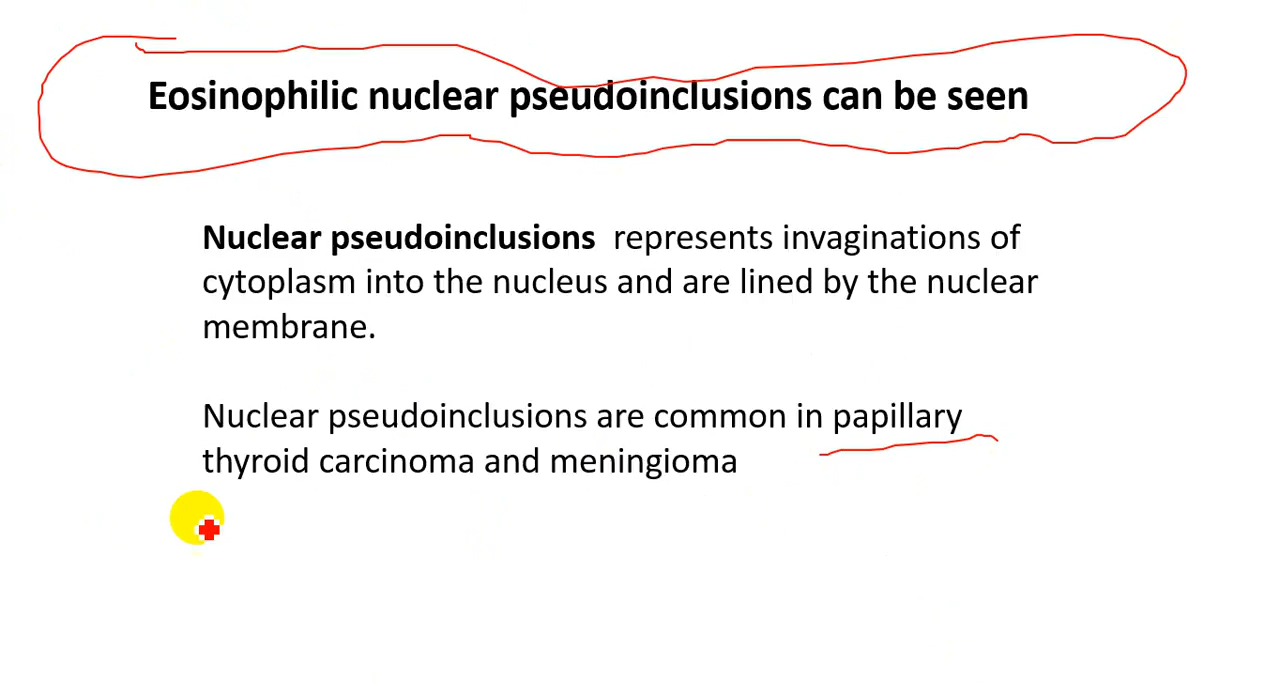 Eosinophilic nuclear pseudoinclusions can be seen
Nuclear pseudoinclusions represents invaginations of
cytoplasm into the nucleus and are lined by the nuclear
membrane.
Nuclear pseudoinclusions are common in papillary
thyroid carcinoma and meningioma